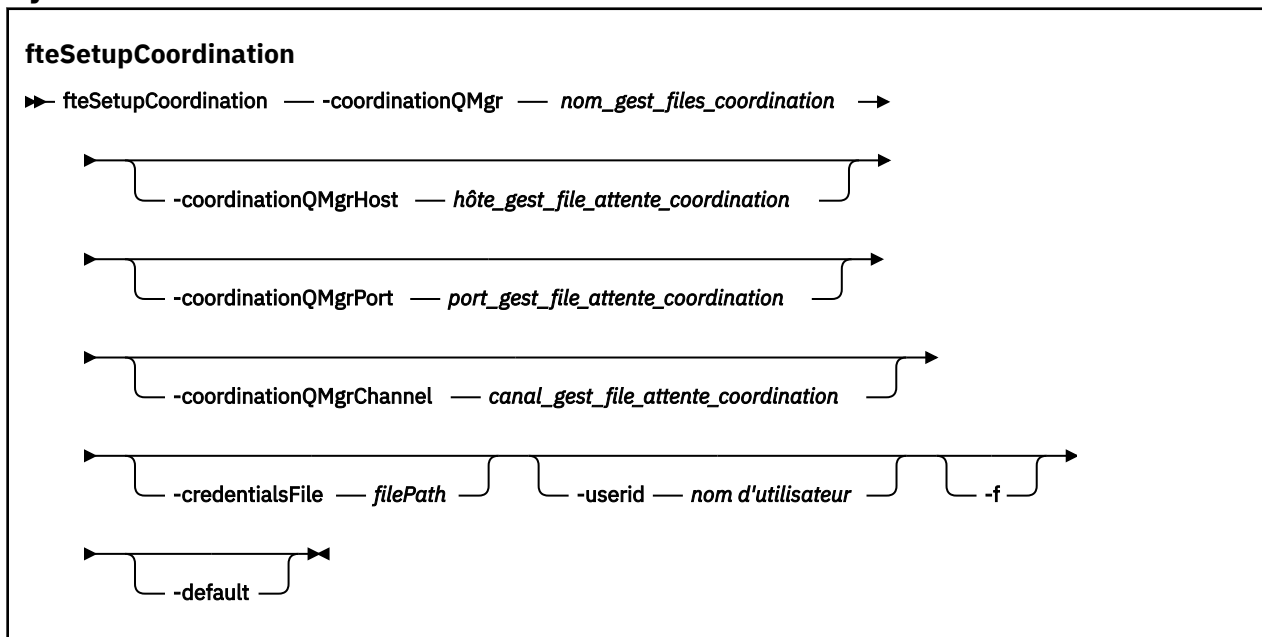 fteSetupCoordination
fteSetupCoordination -coordinationQMgr nom_gest_files_coordination
-coordinationQMgrHost hôte_gest_file_attente_coordination
-coordinationQMgrPort port_gest_file_attente_coordination
-coordinationQMgrChannel canal_gest_file_attente_coordination
-credentialsFile filePath -userid nom d'utilisateur -f
-default